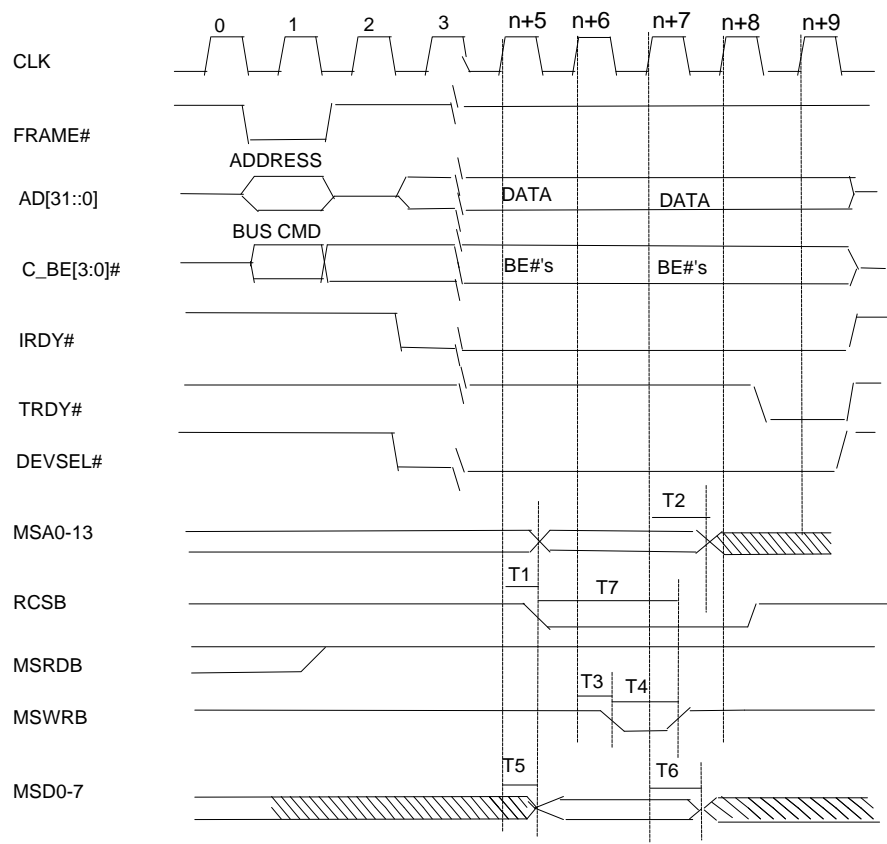 0 1 2 3 n+5 n+6 n+7 n+8 n+9
CLK
FRAME#
ADDRESS
AD[31::0] DATA DATA
BUS CMD
C_BE[3:0]# BE#'s BE#'s
IRDY#
TRDY#
DEVSEL#
T2
MSA0-13
T1 T7
RCSB
MSRDB
T3 T4
MSWRB
T5 T6
MSD0-7